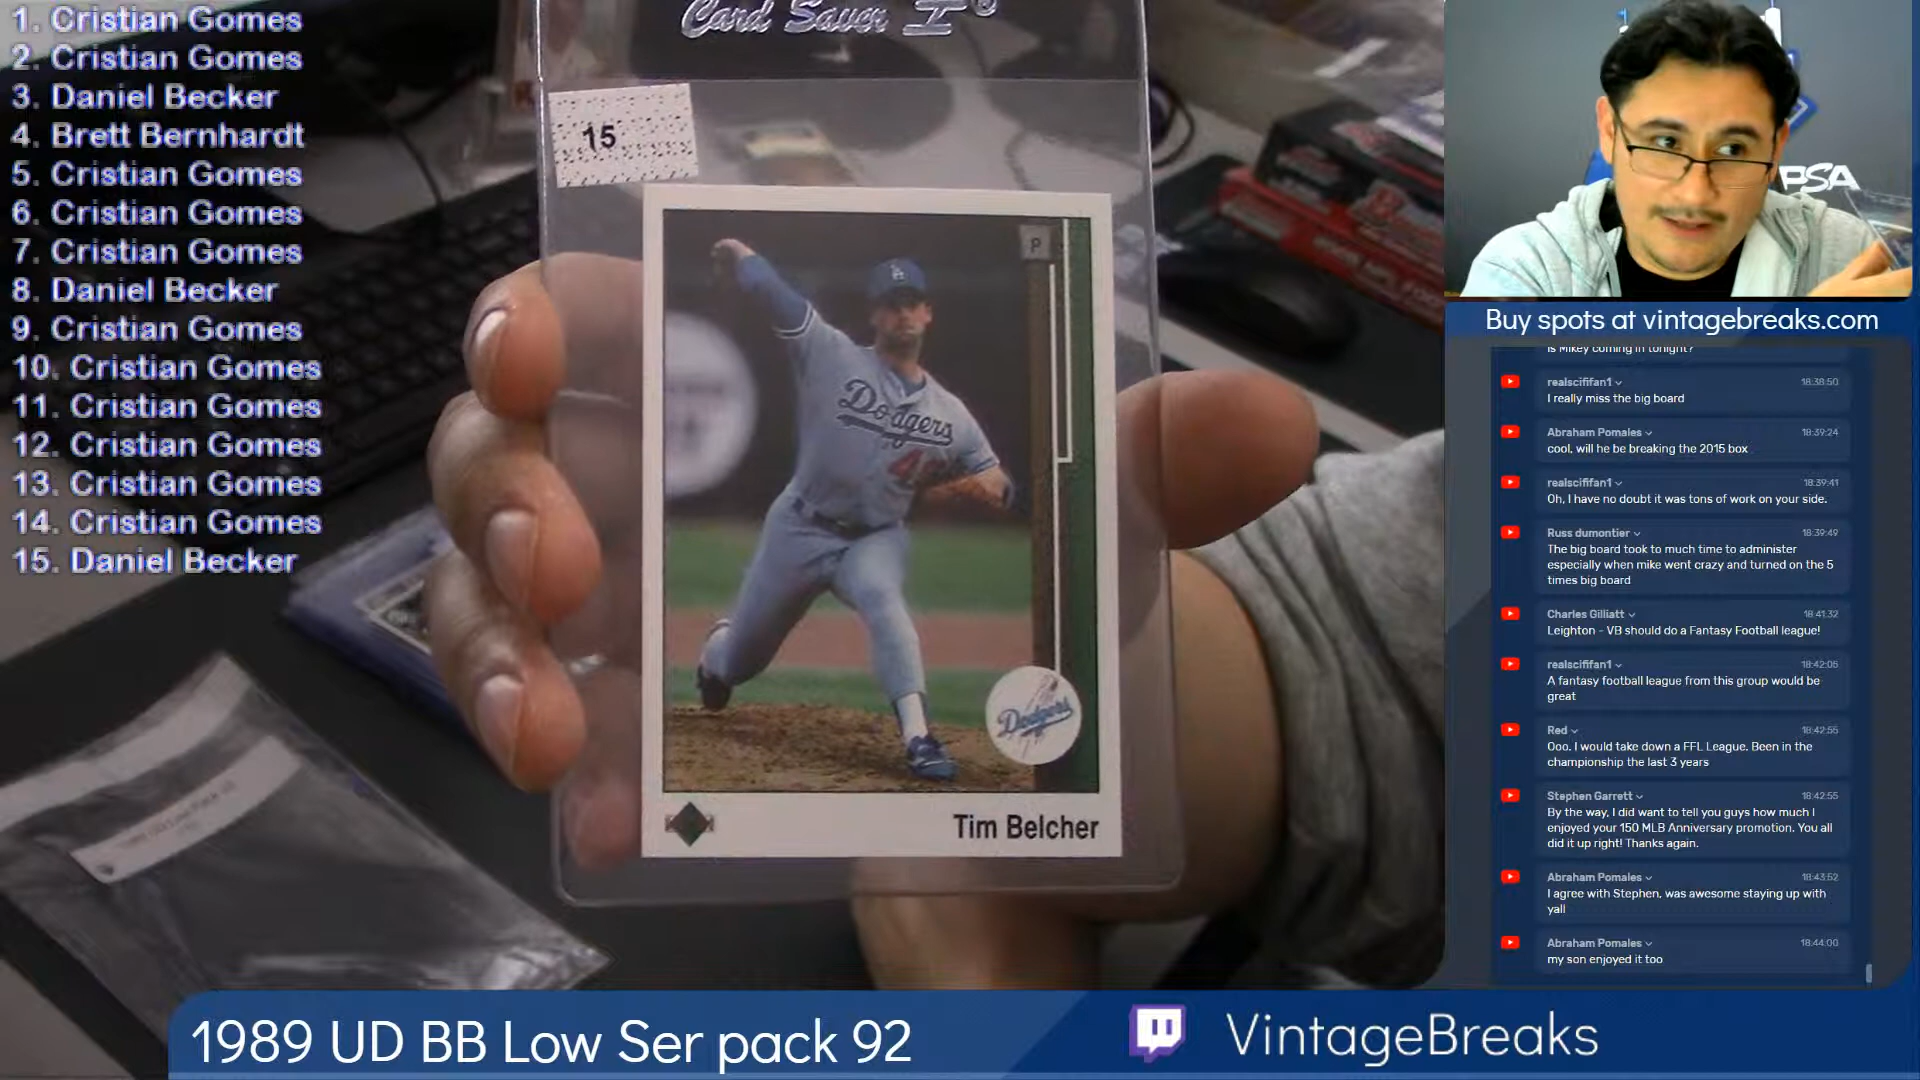 1. Cristian Gomes
2. Cristian Gomes
3. Daniel Becker
4. Brett Bernhardt
5. Cristian Gomes
6. Cristian Gomes
7. Cristian Gomes
8. Daniel Becker
9. Cristian Gomes
10. Cristian Gomes
11. Cristian Gomes
12. Cristian Gomes
13. Cristian Gomes
14. Cristian Gomes
15. Daniel Becker
Card Saver I®
15
P
Dodgers
Dodgers
Tim Belcher
PSA
Buy spots at vintagebreaks.com
is Mikey coming in tonight?
realscififan1 18:38:50
I really miss the big board
Abraham Pomales 18:39:24
cool, will he be breaking the 2015 box
realscififan1 18:39:41
Oh, I have no doubt it was tons of work on your side.
Russ dumontier 18:39:49
The big board took to much time to administer
especially when mike went crazy and turned on the 5
times big board
Charles Gilliatt 18:41:32
Leighton - VB should do a Fantasy Football league!
realscififan1 18:42:05
A fantasy football league from this group would be
great
Red 18:42:55
Ooo. I would take down a FFL League. Been in the
championship the last 3 years
Stephen Garrett 18:42:55
By the way, I did want to tell you guys how much I
enjoyed your 150 MLB Anniversary promotion. You all
did it up right! Thanks again.
Abraham Pomales 18:43:52
I agree with Stephen, was awesome staying up with
yall
Abraham Pomales 18:44:00
my son enjoyed it too
1989 UD BB Low Ser pack 92
VintageBreaks